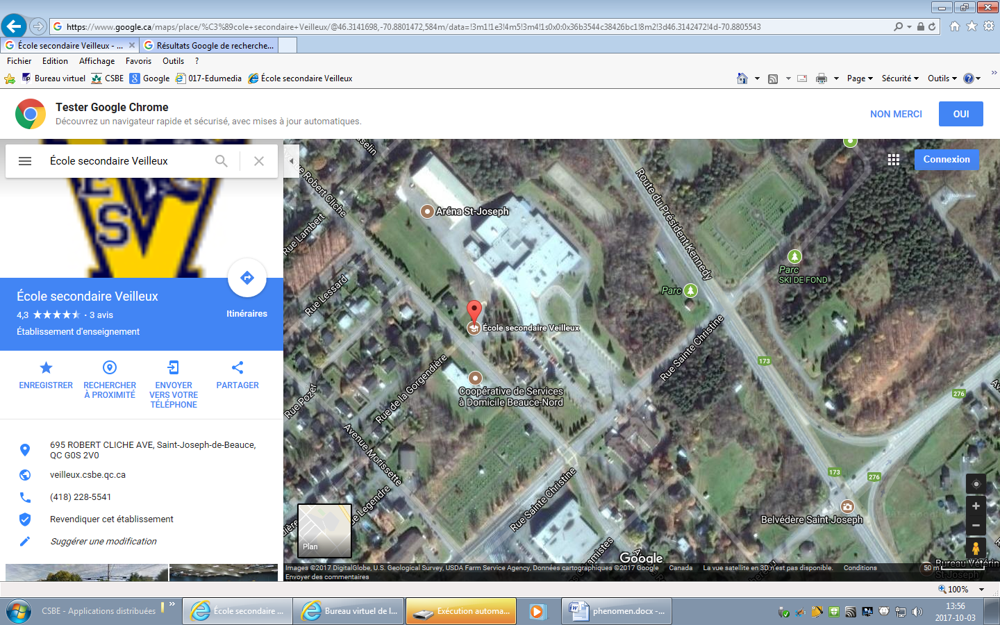 https://www.google.ca/maps/place/%C3%89cole+secondaire+Veilleux/@46.3141698,-70.8801472,584m/data=!3m1!1e3!4m5!3m4!1s0x0:0x36b3544c38426bc1!8m2!3d46.3142472!4d-70.8805543
École secondaire Veilleux - ...
Résultats Google de recherche...
Fichier Edition Affichage Favoris Outils ?
Bureau virtuel CSBE Google 017-Edumedia École secondaire Veilleux
Page Sécurité Outils
Tester Google Chrome
Découvrez un navigateur rapide et sécurisé, avec mises à jour automatiques.
NON MERCI
OUI
École secondaire Veilleux
E S
S
École secondaire Veilleux
4,3 · 3 avis
Établissement d'enseignement
Itinéraires
ENREGISTRER
RECHERCHER
À PROXIMITÉ
ENVOYER
VERS VOTRE
TÉLÉPHONE
PARTAGER
695 ROBERT CLICHE AVE, Saint-Joseph-de-Beauce,
QC G0S 2V0
veilleux.csbe.qc.ca
(418) 228-5541
Revendiquer cet établissement
Suggérer une modification
Connexion
Robert Cliche
Rue Lambert
Aréna St-Joseph
Route du Président Kennedy
Parc
SKI DE FOND
Parc
Rue Lessard
École secondaire Veilleux
Rue Sainte Christine
173
Rue de la Gorgendière
Coopérative de Services
à Domicile Beauce-Nord
276
Rue Pozer
Avenue Morissette
173
276
Rue Sainte Christine
Legendre
Belvédère Saint-Joseph
Plan
Google
Bureau Vétérin
St-Joseph
Images ©2017 DigitalGlobe, U.S. Geological Survey, USDA Farm Service Agency, Données cartographiques ©2017 Google Canada La vue satellite en 3D n'est pas disponible. Conditions 50 m
Envoyer des commentaires
100%
CSBE - Applications distribuées
École secondaire ...
Bureau virtuel de l...
Exécution automa...
phenomen.docx -...
13:56
2017-10-03